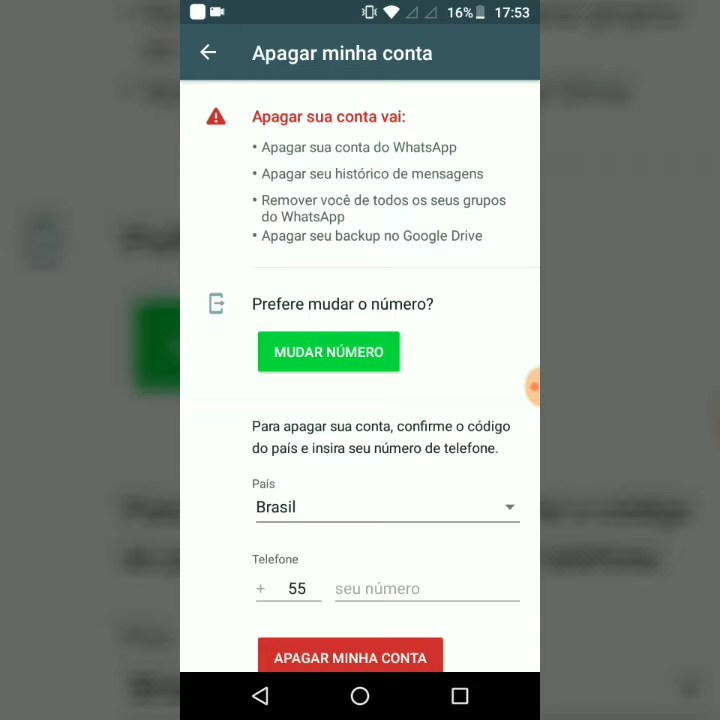 16% 17:53
Apagar minha conta
Apagar sua conta vai:
• Apagar sua conta do WhatsApp
• Apagar seu histórico de mensagens
• Remover você de todos os seus grupos
do WhatsApp
• Apagar seu backup no Google Drive
Prefere mudar o número?
MUDAR NÚMERO
Para apagar sua conta, confirme o código
do país e insira seu número de telefone.
País
Brasil
Telefone
+ 55 seu número
APAGAR MINHA CONTA